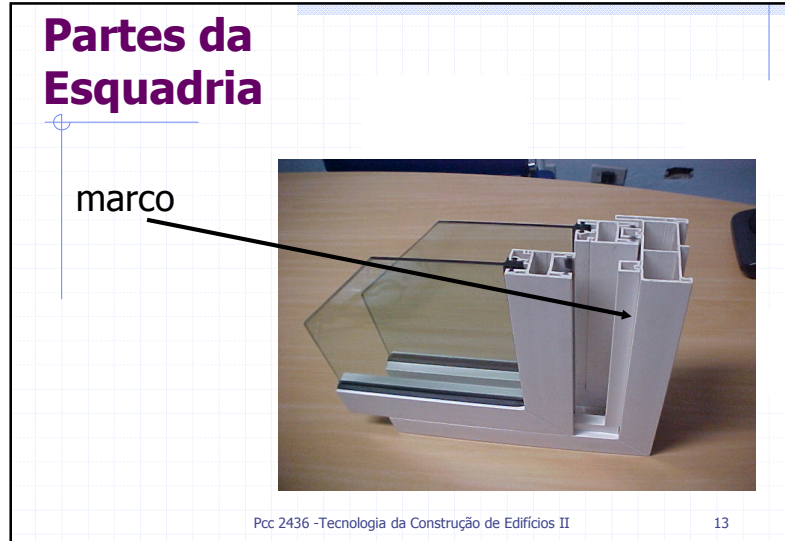 Partes da
Esquadria
marco
Pcc 2436 -Tecnologia da Construção de Edifícios II
13